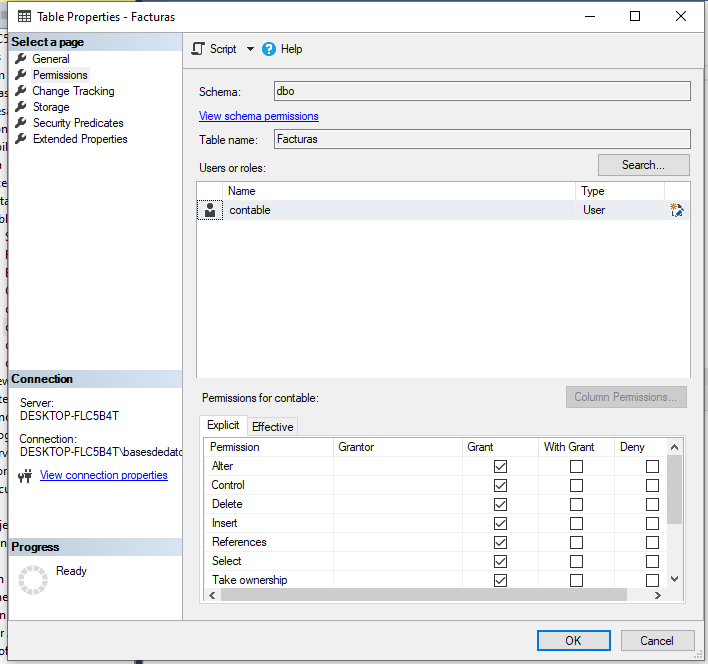 Table Properties - Facturas
Select a page
General
Permissions
Change Tracking
Storage
Security Predicates
Extended Properties
Script
Help
Schema:
dbo
View schema permissions
Table name:
Facturas
Users or roles:
Search...
Name Type
contable User
Connection
Server:
DESKTOP-FLC5B4T
Connection:
DESKTOP-FLC5B4T\basesdedato
View connection properties
Progress
Ready
Permissions for contable:
Column Permissions...
Explicit Effective
Permission Grantor Grant With Grant Deny
Alter
Control
Delete
Insert
References
Select
Take ownership
OK Cancel